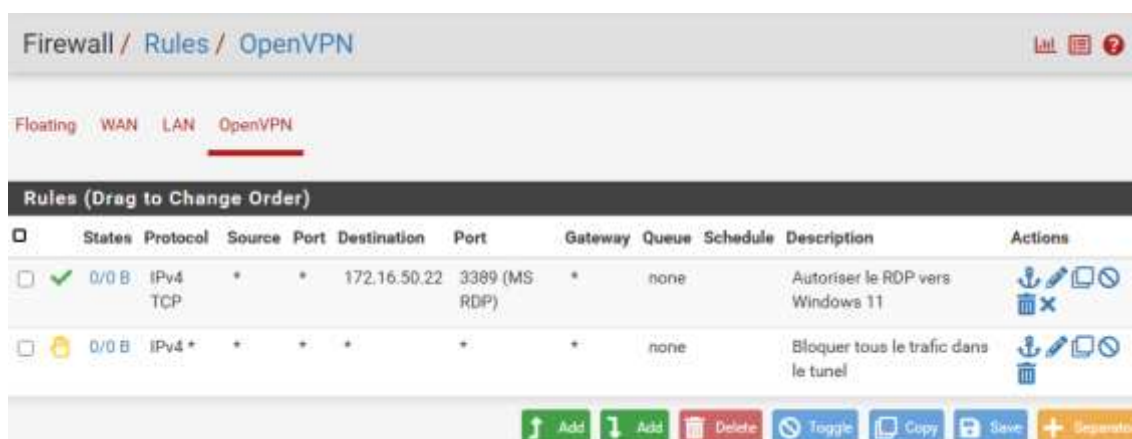 Firewall / Rules / OpenVPN
Floating WAN LAN OpenVPN
Rules (Drag to Change Order)
States Protocol Source Port Destination Port Gateway Queue Schedule Description Actions
0/0 B IPv4 TCP * * 172.16.50.22 3389 (MS RDP) * none Autoriser le RDP vers Windows 11
0/0 B IPv4 * * * * * * none Bloquer tous le trafic dans le tunel
Add Add Delete Toggle Copy Save Separator